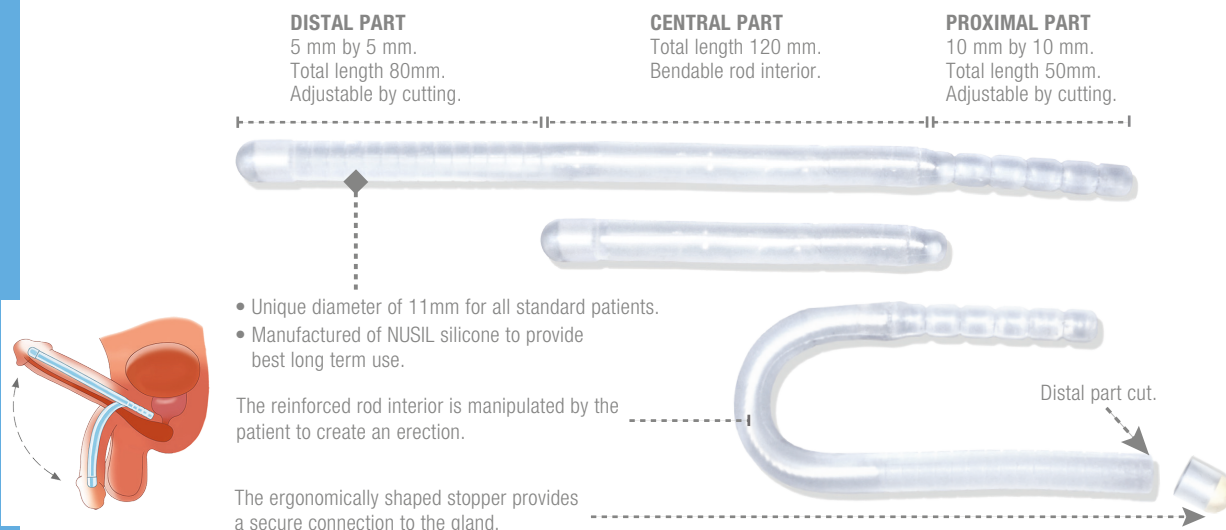 DISTAL PART
5 mm by 5 mm.
Total length 80mm.
Adjustable by cutting.
CENTRAL PART
Total length 120 mm.
Bendable rod interior.
PROXIMAL PART
10 mm by 10 mm.
Total length 50mm.
Adjustable by cutting.
• Unique diameter of 11mm for all standard patients.
• Manufactured of NUSIL silicone to provide
best long term use.
The reinforced rod interior is manipulated by the
patient to create an erection.
Distal part cut.
The ergonomically shaped stopper provides
a secure connection to the gland.